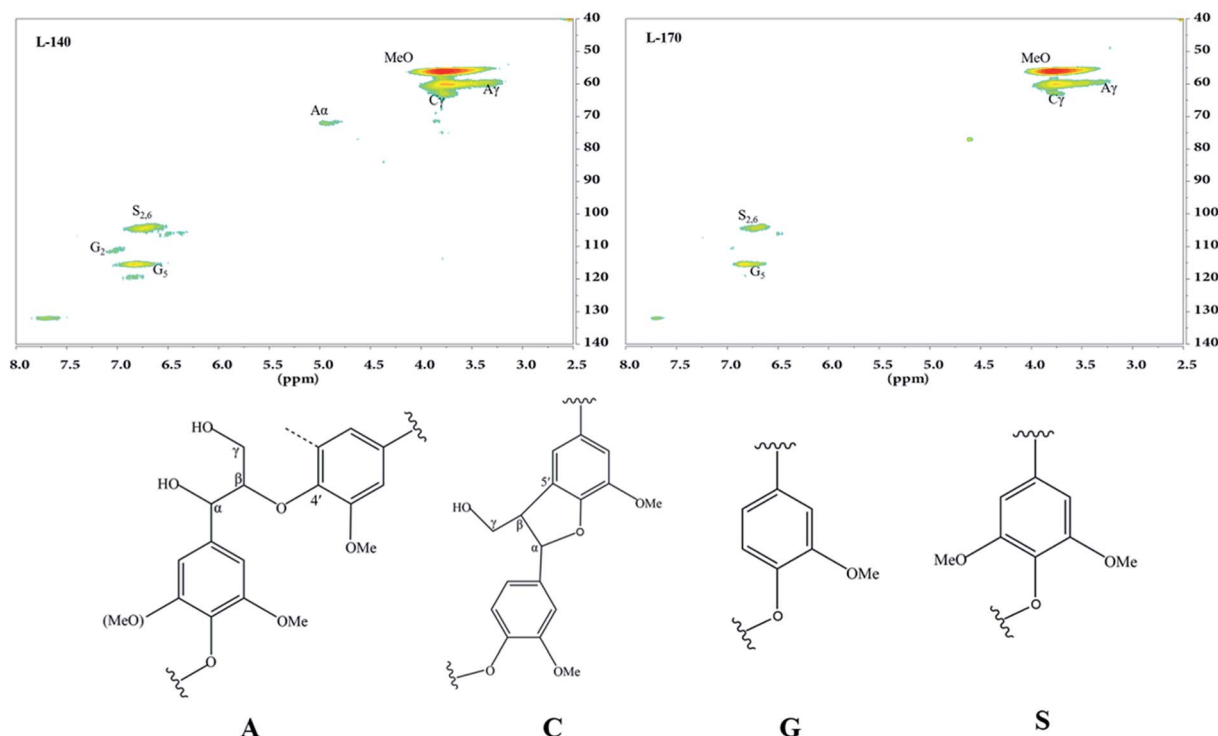 L-140
MeO
Aγ
Cγ
Aα
S2,6
G2
G5
40
50
60
70
80
90
100
110
120
130
140
8.0 7.5 7.0 6.5 6.0 5.5 5.0 4.5 4.0 3.5 3.0 2.5
(ppm)
L-170
MeO
Cγ
Aγ
S2,6
G5
40
50
60
70
80
90
100
110
120
130
140
8.0 7.5 7.0 6.5 6.0 5.5 5.0 4.5 4.0 3.5 3.0 2.5
(ppm)
HO
γ
HO
β
α
O
4′
OMe
(MeO)
OMe
O
A
5′
HO
γ
β
α
O
OMe
O
OMe
C
OMe
O
G
MeO
OMe
O
S